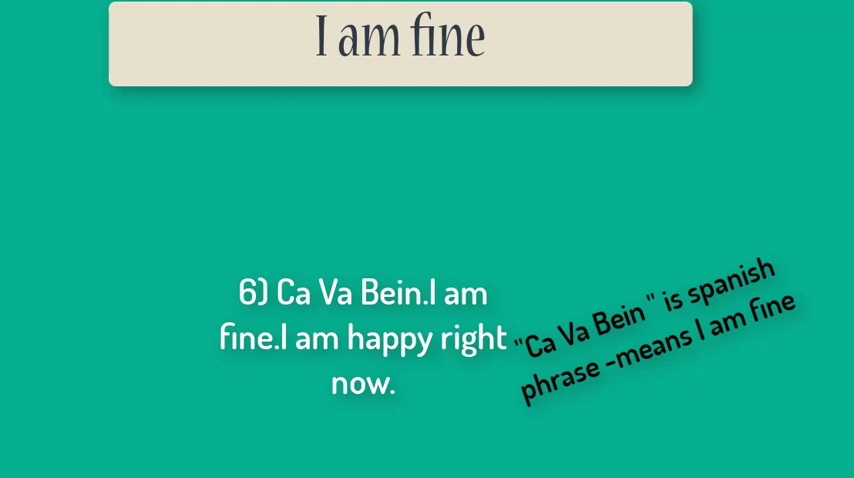 I am fine
6) Ca Va Bein.I am
fine.I am happy right
now.
"Ca Va Bein " is spanish
phrase -means I am fine